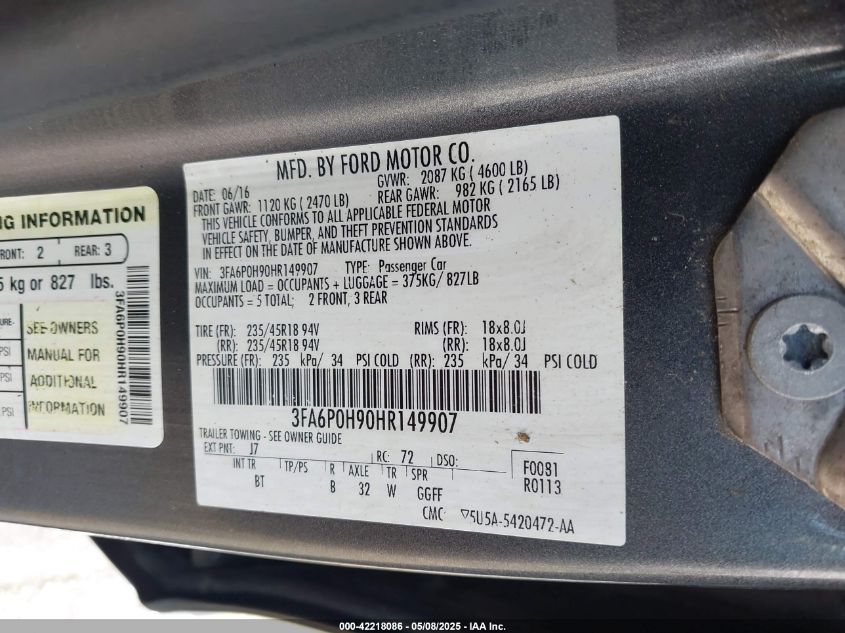 MFD. BY FORD MOTOR CO.
DATE: 06/16 GVWR: 2087 KG ( 4600 LB)
FRONT GAWR: 1120 KG ( 2470 LB) REAR GAWR: 982 KG ( 2165 LB)
THIS VEHICLE CONFORMS TO ALL APPLICABLE FEDERAL MOTOR
VEHICLE SAFETY, BUMPER, AND THEFT PREVENTION STANDARDS
IN EFFECT ON THE DATE OF MANUFACTURE SHOWN ABOVE.
VIN: 3FA6P0H90HR149907 TYPE: Passenger Car
MAXIMUM LOAD = OCCUPANTS + LUGGAGE = 375KG/ 827LB
OCCUPANTS = 5 TOTAL; 2 FRONT, 3 REAR
TIRE (FR): 235/45R18 94V RIMS (FR): 18x8.0J
(RR): 235/45R18 94V (RR): 18x8.0J
PRESSURE (FR): 235 kPa/ 34 PSI COLD (RR): 235 kPa/ 34 PSI COLD
3FA6P0H90HR149907
TRAILER TOWING - SEE OWNER GUIDE
EXT PNT: J7 RC: 72 DSO:
INT TR TP/PS R AXLE TR SPR
BT B 32 W GGFF
F0081
R0113
CMC: ▽5U5A-5420472-AA
NG INFORMATION
FRONT: 2 REAR: 3
5 kg or 827 lbs.
SEE OWNERS
MANUAL FOR
ADDITIONAL
INFORMATION
PSI
PSI
PSI
3FA6P0H90HR149907
000-42218086 - 05/08/2025 - IAA Inc.